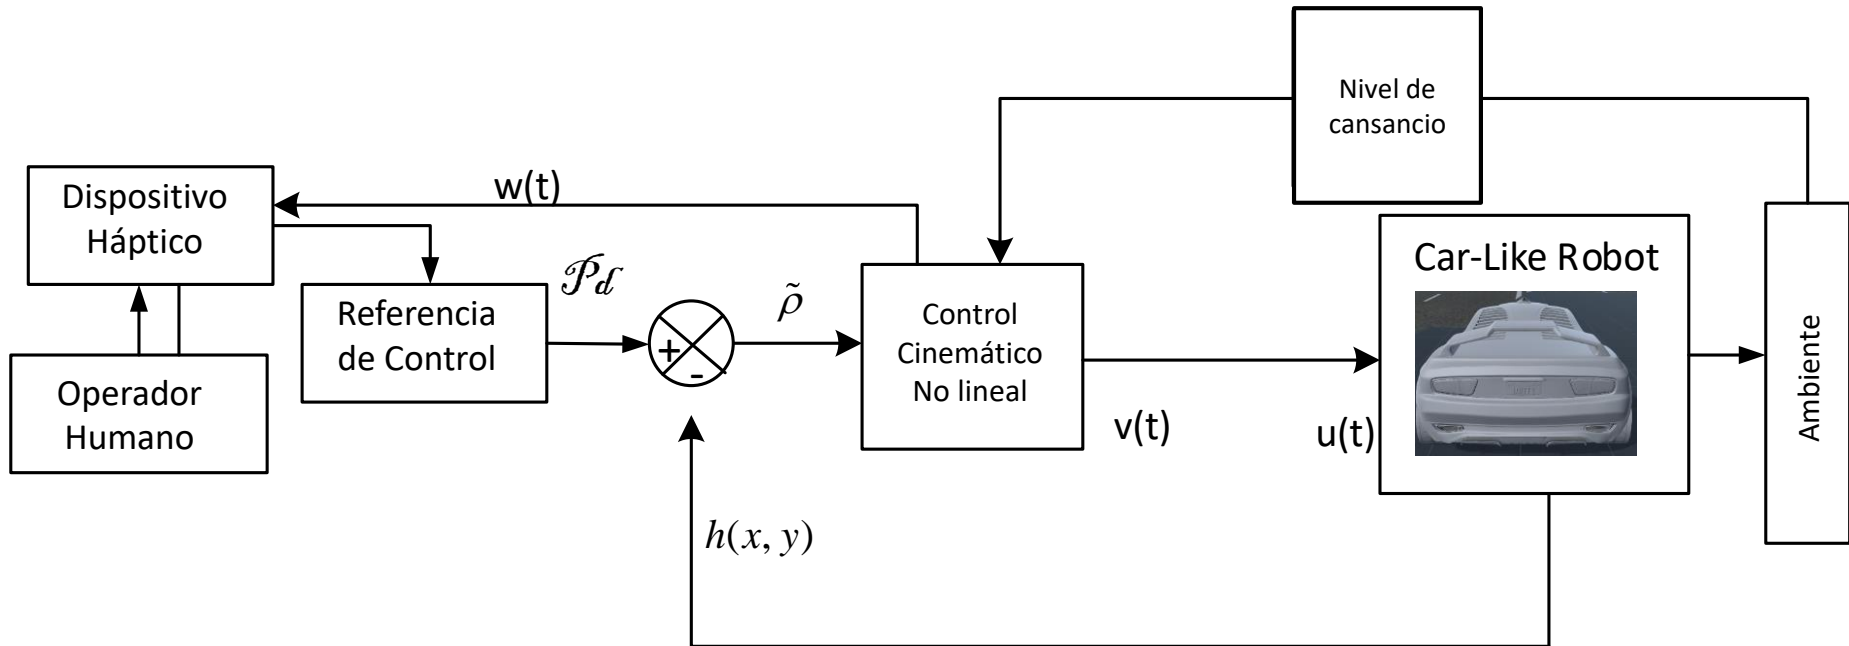 Nivel de
cansancio
Dispositivo
Háptico
w(t)
Car-Like Robot
𝒫d
ρ̃
Referencia
de Control
+
-
Control
Cinemático
No lineal
Ambiente
Operador
Humano
v(t)
u(t)
h(x, y)